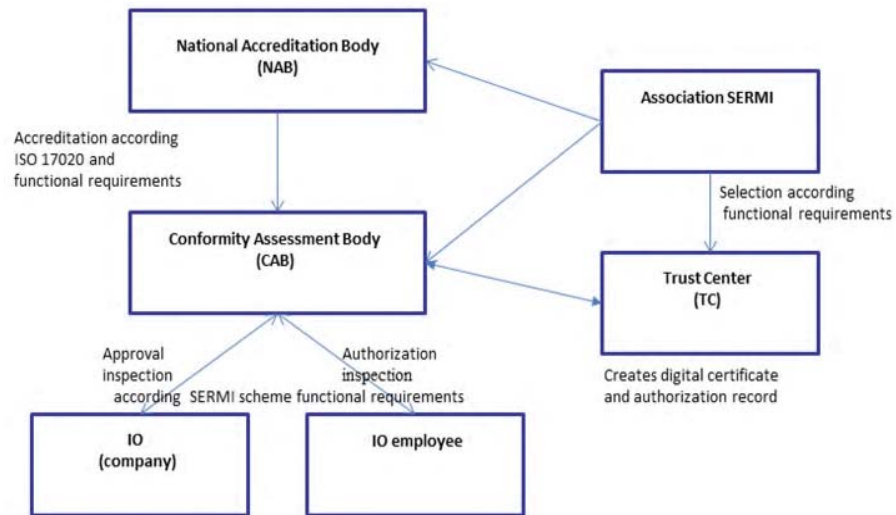 National Accreditation Body
(NAB)
Association SERMI
Accreditation according
ISO 17020 and
functional requirements
Selection according
functional requirements
Conformity Assessment Body
(CAB)
Trust Center
(TC)
Approval
inspection
Authorization
inspection
according SERMI scheme functional requirements
Creates digital certificate
and authorization record
IO
(company)
IO employee